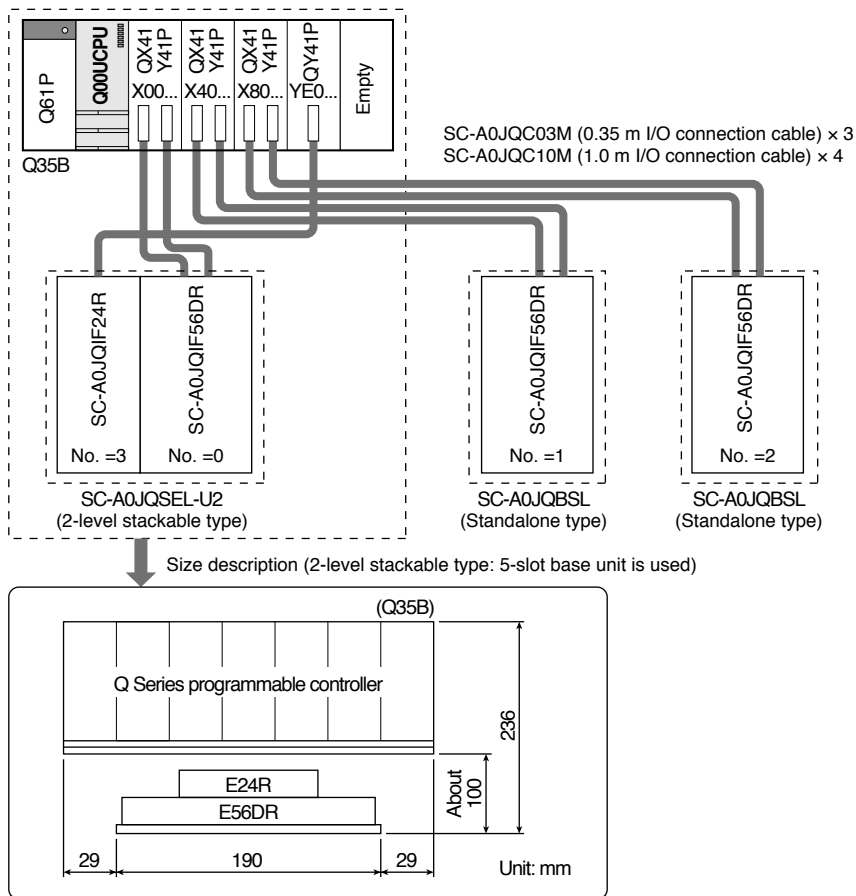 Q61P
Q00UCPU
QX41
Y41P
X00...
QX41
Y41P
X40...
QX41
Y41P
X80...
QY41P
YE0...
Empty
Q35B
SC-A0JQC03M (0.35 m I/O connection cable) × 3
SC-A0JQC10M (1.0 m I/O connection cable) × 4
SC-A0JQIF24R
No. =3
SC-A0JQIF56DR
No. =0
SC-A0JQIF56DR
No. =1
SC-A0JQIF56DR
No. =2
SC-A0JQSEL-U2
(2-level stackable type)
SC-A0JQBSL
(Standalone type)
SC-A0JQBSL
(Standalone type)
Size description (2-level stackable type: 5-slot base unit is used)
(Q35B)
Q Series programmable controller
236
About
100
E24R
E56DR
29
190
29
Unit: mm